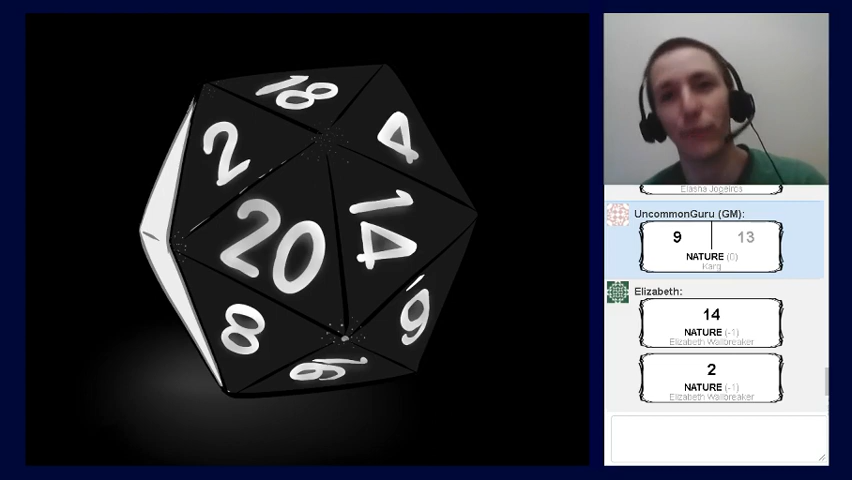 18
2
4
20
14
8
9
16
Elasha Jogeircs
UncommonGuru (GM):
9 13
NATURE (0)
Karg
Elizabeth:
14
NATURE (-1)
Elizabeth Wallbreaker
2
NATURE (-1)
Elizabeth Wallbreaker